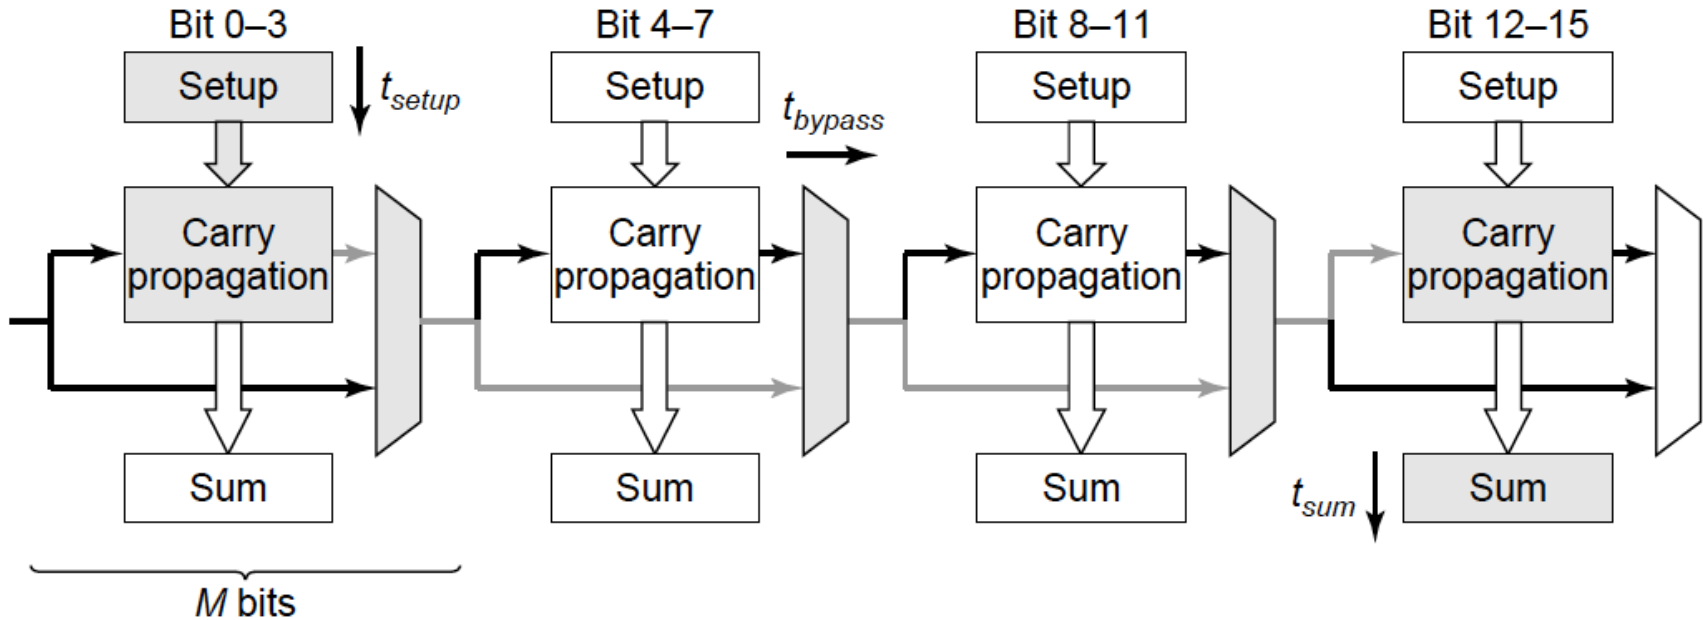 Bit 0–3
Bit 4–7
Bit 8–11
Bit 12–15
Setup
t_setup
Setup
t_bypass
Setup
Setup
Carry
propagation
Carry
propagation
Carry
propagation
Carry
propagation
Sum
Sum
Sum
t_sum
Sum
M bits